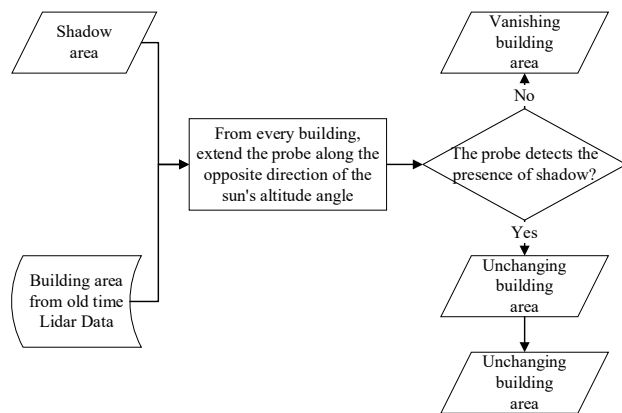 Shadow
area
Building area
from old time
Lidar Data
From every building,
extend the probe along the
opposite direction of the
sun's altitude angle
The probe detects the
presence of shadow?
No
Vanishing
building
area
Yes
Unchanging
building
area
Unchanging
building
area